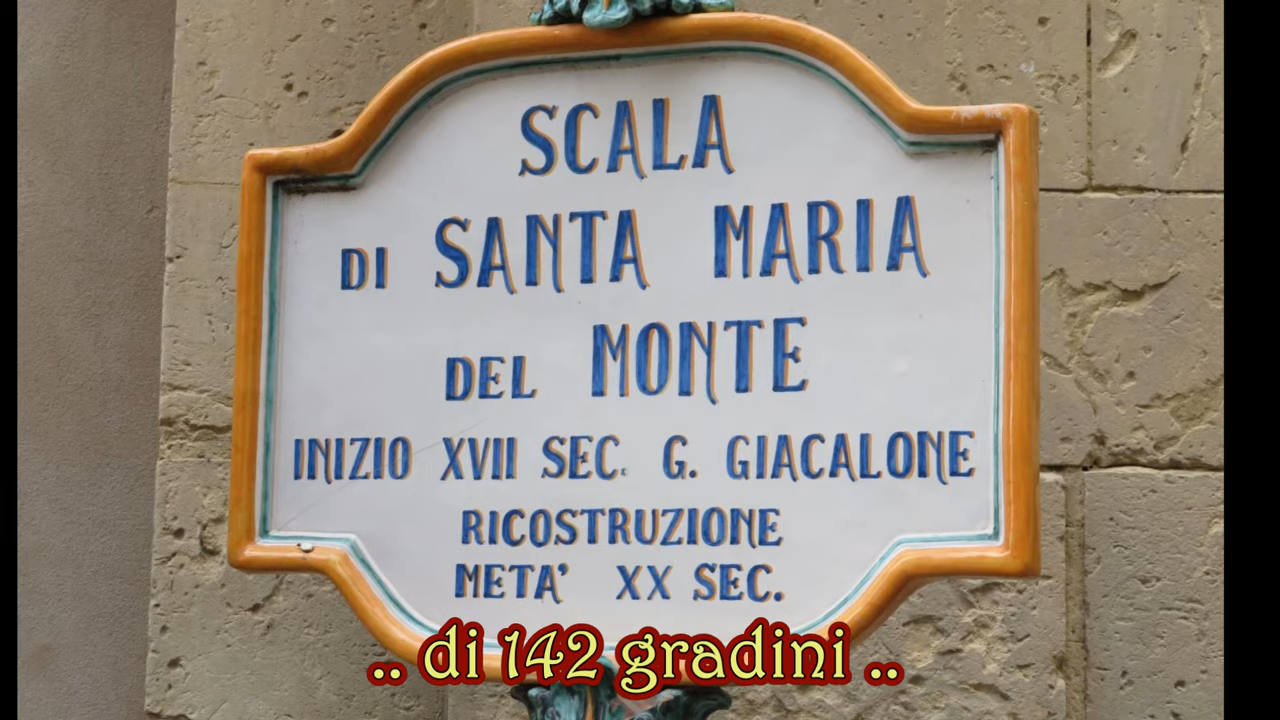 SCALA
DI SANTA MARIA
DEL MONTE
INIZIO XVII SEC. G. GIACALONE
RICOSTRUZIONE
META' XX SEC.
.. di 142 gradini ..